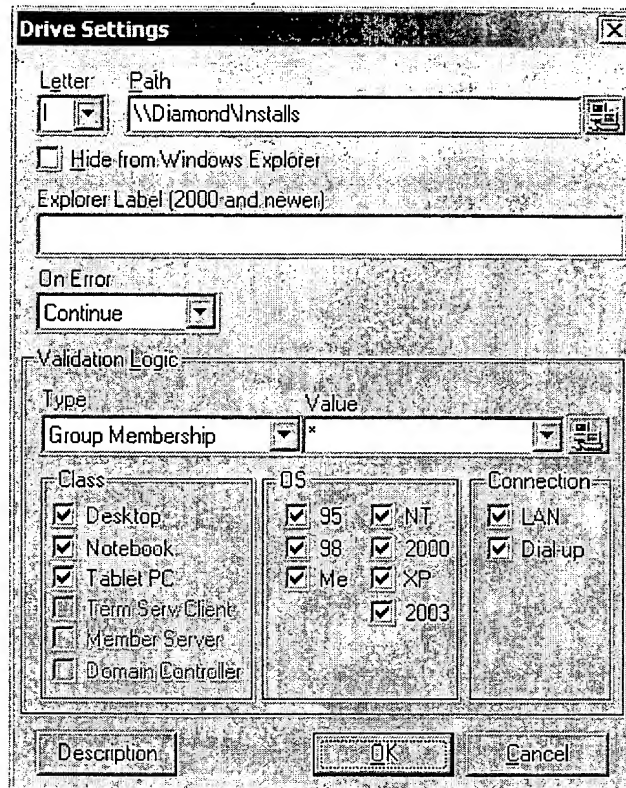 Drive Settings
Letter Path
I \\Diamond\Installs
Hide from Windows Explorer
Explorer Label (2000 and newer)
On Error
Continue
Validation Logic
Type Value
Group Membership *
Class OS Connection
Desktop 95 NT LAN
Notebook 98 2000 Dial-up
Tablet PC Me XP
Term Serv Client 2003
Member Server
Domain Controller
Description OK Cancel